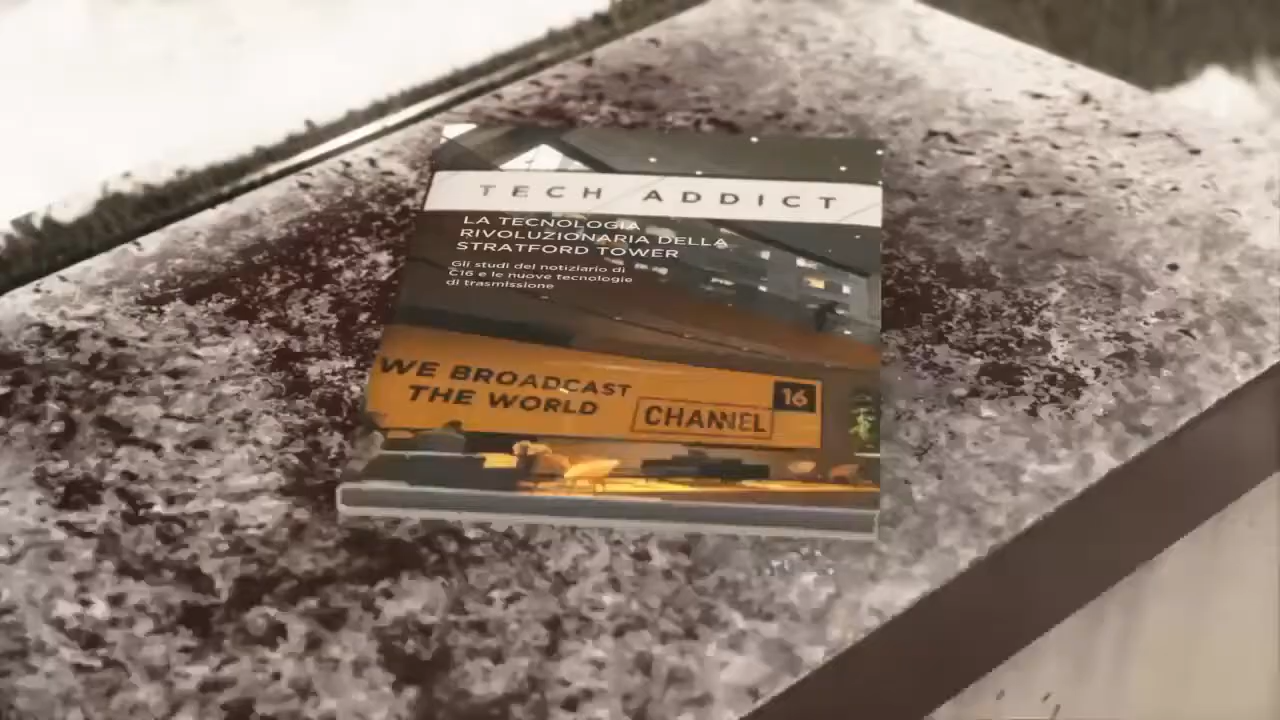 TECH ADDICT
LA TECNOLOGIA
RIVOLUZIONARIA DELLA
STRATFORD TOWER
Gli studi del notiziario di
C16 e le nuove tecnologie
di trasmissione
WE BROADCAST
THE WORLD
CHANNEL 16